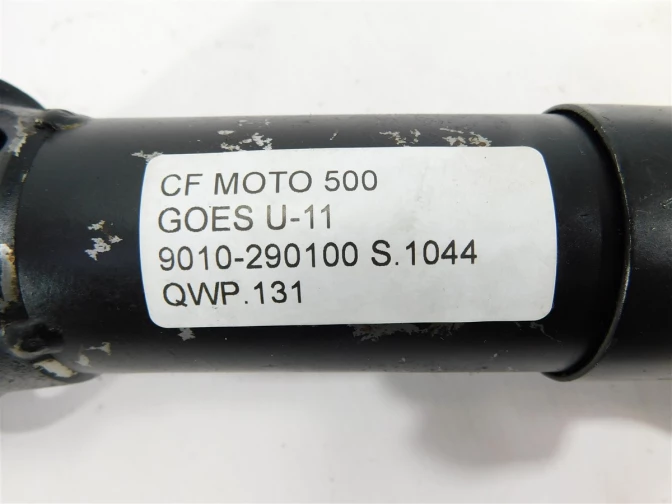 CF MOTO 500
GOES U-11
9010-290100 S.1044
QWP.131